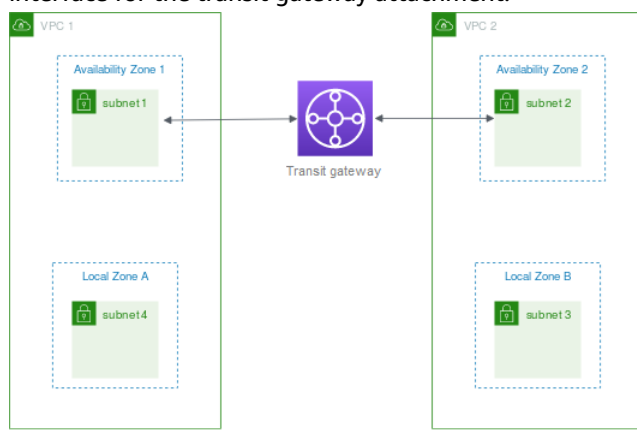 interface for the transit gateway attachment.
VPC 1
VPC 2
Availability Zone 1
Availability Zone 2
subnet 1
subnet 2
Transit gateway
Local Zone A
Local Zone B
subnet 4
subnet 3